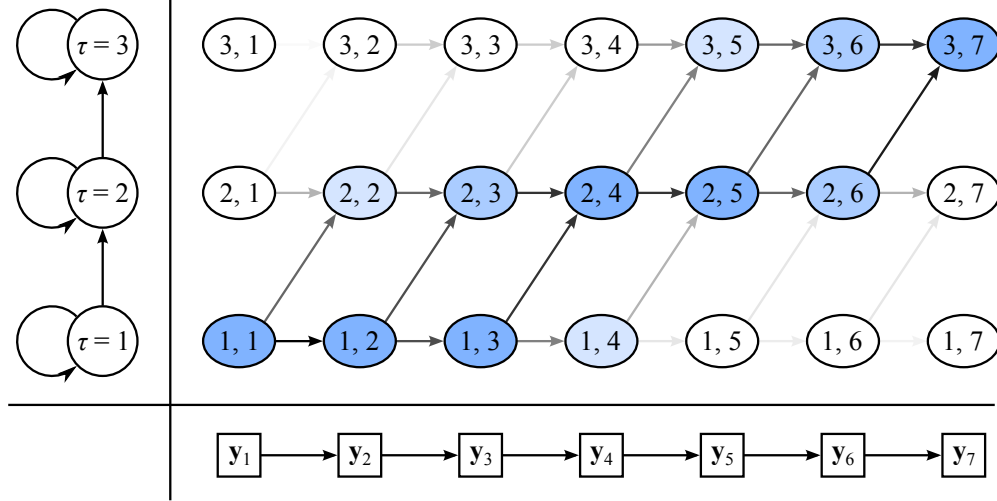 τ = 3 3, 1 3, 2 3, 3 3, 4 3, 5 3, 6 3, 7
τ = 2 2, 1 2, 2 2, 3 2, 4 2, 5 2, 6 2, 7
τ = 1 1, 1 1, 2 1, 3 1, 4 1, 5 1, 6 1, 7
y₁ y₂ y₃ y₄ y₅ y₆ y₇